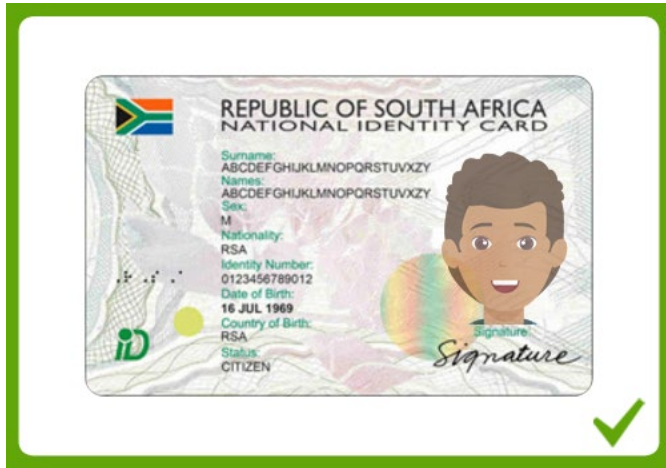 REPUBLIC OF SOUTH AFRICA
NATIONAL IDENTITY CARD
Surname:
ABCDEFGHIJKLMNOPQRSTUVXZY
Names:
ABCDEFGHIJKLMNOPQRSTUVXZY
Sex:
M
Nationality:
RSA
Identity Number:
0123456789012
Date of Birth:
16 JUL 1969
Country of Birth:
RSA
Status:
CITIZEN
Signature:
Signature
iD